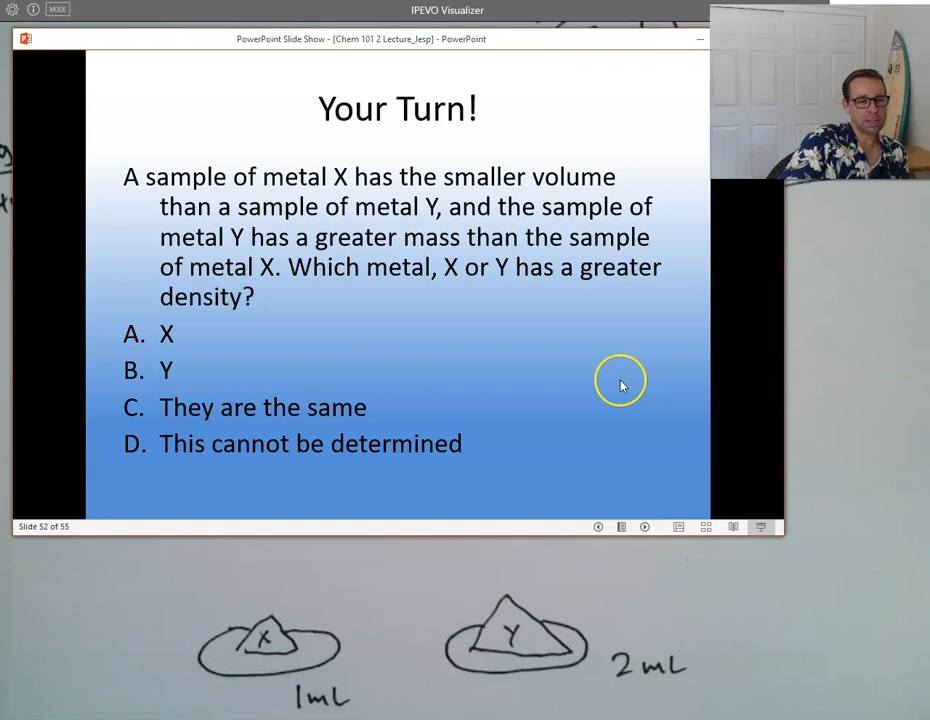 MODE
IPEVO Visualizer
PowerPoint Slide Show - [Chem 101 2 Lecture_Jesp] - PowerPoint
Your Turn!
A sample of metal X has the smaller volume
than a sample of metal Y, and the sample of
metal Y has a greater mass than the sample
of metal X. Which metal, X or Y has a greater
density?
A. X
B. Y
C. They are the same
D. This cannot be determined
Slide 52 of 55
X
Y
1mL
2mL